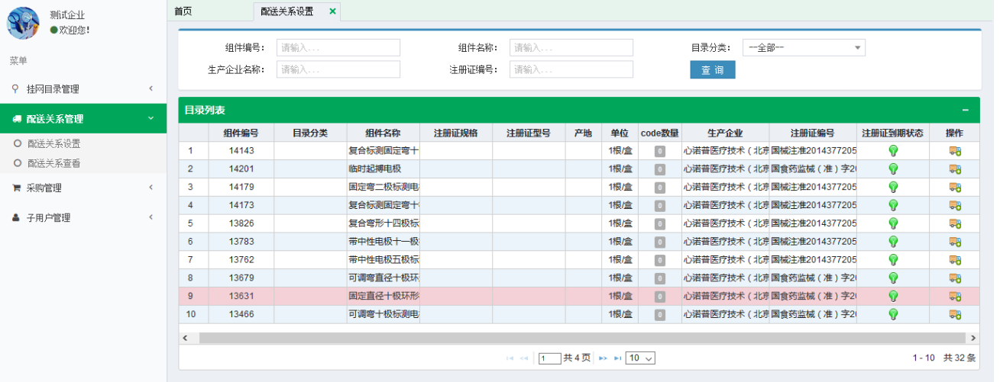 测试企业
欢迎您!
菜单
挂网目录管理
配送关系管理
配送关系设置
配送关系查看
采购管理
子用户管理
首页 配送关系设置
组件编号： 请输入... 组件名称： 请输入... 目录分类： --全部--
生产企业名称： 请输入... 注册证编号： 请输入... 查 询
目录列表
组件编号 目录分类 组件名称 注册证规格 注册证型号 产地 单位 code数量 生产企业 注册证编号 注册证到期状态 操作
1 14143 复合标测固定弯十 1根/盒 0 心诺普医疗技术（北京 国械注准2014377205
2 14201 临时起搏电极 1根/盒 0 心诺普医疗技术（北京 国食药监械（准）字20
3 14179 固定弯二极标测电 1根/盒 0 心诺普医疗技术（北京 国械注准2014377205
4 14173 复合标测固定弯十 1根/盒 0 心诺普医疗技术（北京 国械注准2014377205
5 13826 复合弯形十四极标 1根/盒 0 心诺普医疗技术（北京 国械注准2014377205
6 13783 带中性电极十一极 1根/盒 0 心诺普医疗技术（北京 国械注准2014377205
7 13762 带中性电极五极标 1根/盒 0 心诺普医疗技术（北京 国械注准2014377205
8 13679 可调弯直径十极环 1根/盒 0 心诺普医疗技术（北京 国食药监械（准）字20
9 13631 固定直径十极环形 1根/盒 0 心诺普医疗技术（北京 国食药监械（准）字20
10 13466 可调弯十极标测电 1根/盒 0 心诺普医疗技术（北京 国食药监械（准）字20
1 共 4 页 10 1 - 10 共 32 条